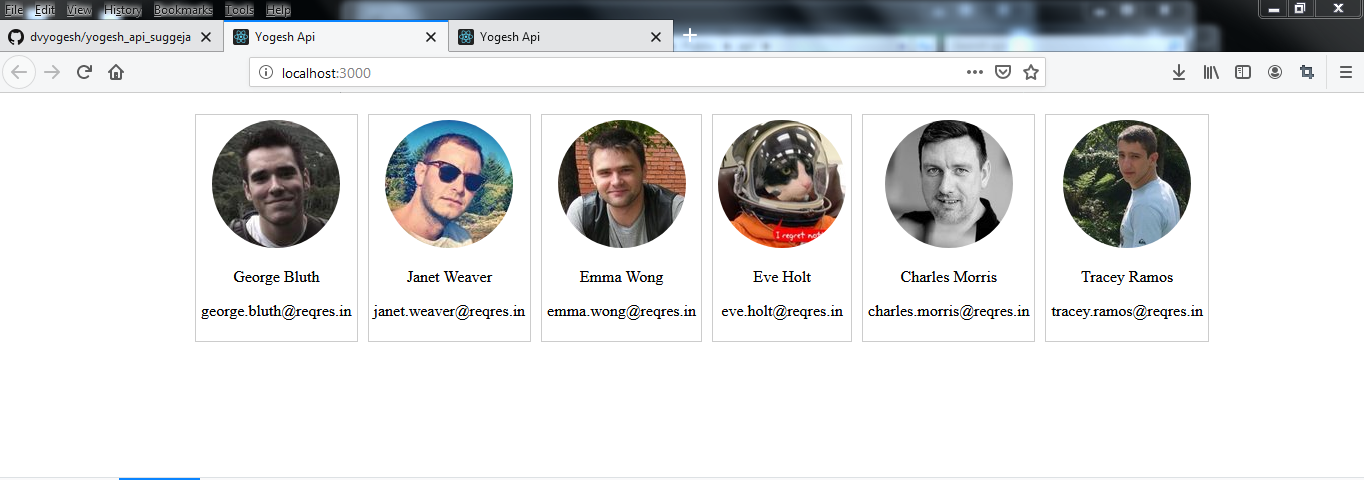 File Edit View History Bookmarks Tools Help
dvyogesh/yogesh_api_suggeja
Yogesh Api
Yogesh Api
localhost:3000
I regret not
George Bluth
george.bluth@reqres.in
Janet Weaver
janet.weaver@reqres.in
Emma Wong
emma.wong@reqres.in
Eve Holt
eve.holt@reqres.in
Charles Morris
charles.morris@reqres.in
Tracey Ramos
tracey.ramos@reqres.in